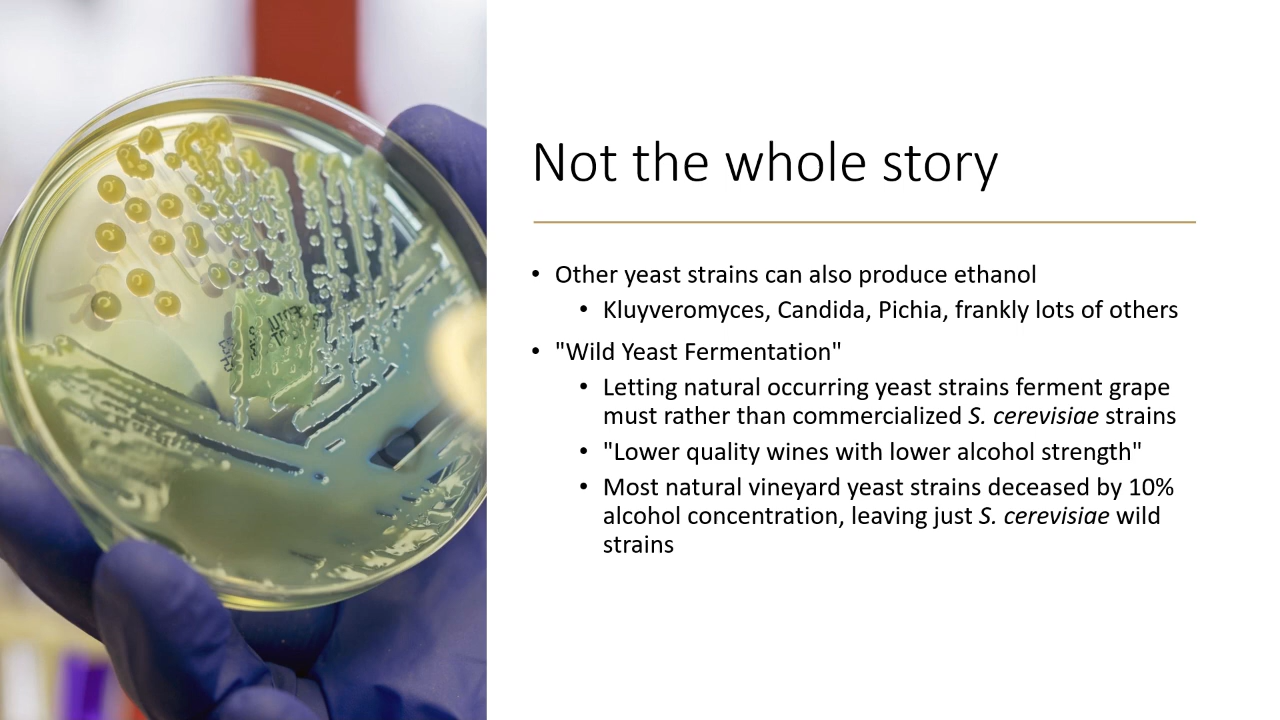 Not the whole story
• Other yeast strains can also produce ethanol
• Kluyveromyces, Candida, Pichia, frankly lots of others
• "Wild Yeast Fermentation"
• Letting natural occurring yeast strains ferment grape
must rather than commercialized S. cerevisiae strains
• "Lower quality wines with lower alcohol strength"
• Most natural vineyard yeast strains deceased by 10%
alcohol concentration, leaving just S. cerevisiae wild
strains